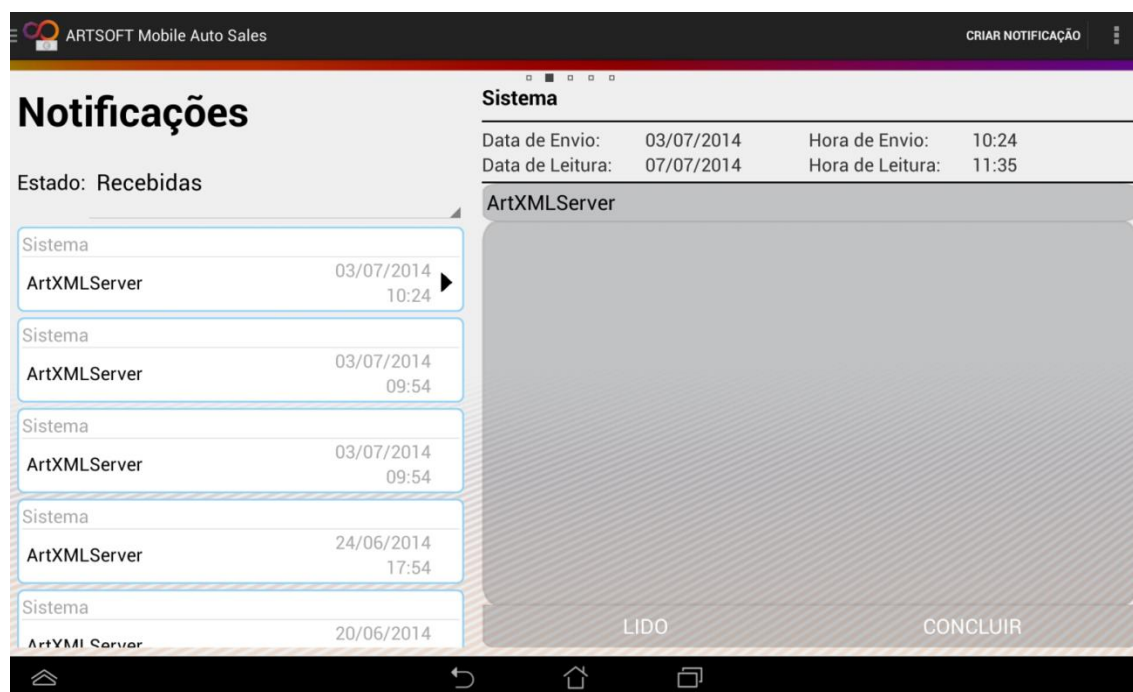 ARTSOFT Mobile Auto Sales
CRIAR NOTIFICAÇÃO
Notificações
Estado: Recebidas
Sistema
ArtXMLServer
03/07/2014
10:24
Sistema
ArtXMLServer
03/07/2014
09:54
Sistema
ArtXMLServer
03/07/2014
09:54
Sistema
ArtXMLServer
24/06/2014
17:54
Sistema
ArtXMLServer
20/06/2014
Sistema
Data de Envio: 03/07/2014 Hora de Envio: 10:24
Data de Leitura: 07/07/2014 Hora de Leitura: 11:35
ArtXMLServer
LIDO CONCLUIR